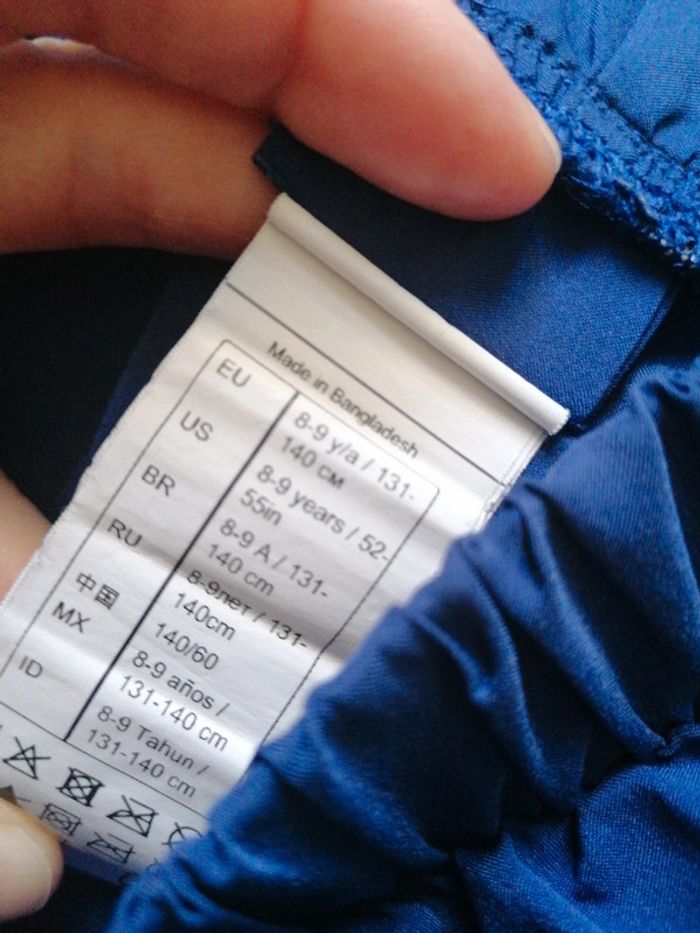 Made in Bangladesh
EU 8-9 y/a / 131-
140 см
US 8-9 years / 52-
55in
BR 8-9 A / 131-
140 cm
RU 8-9лет / 131-
140cm
中国 140/60
MX 8-9 años /
131-140 cm
ID 8-9 Tahun /
131-140 cm